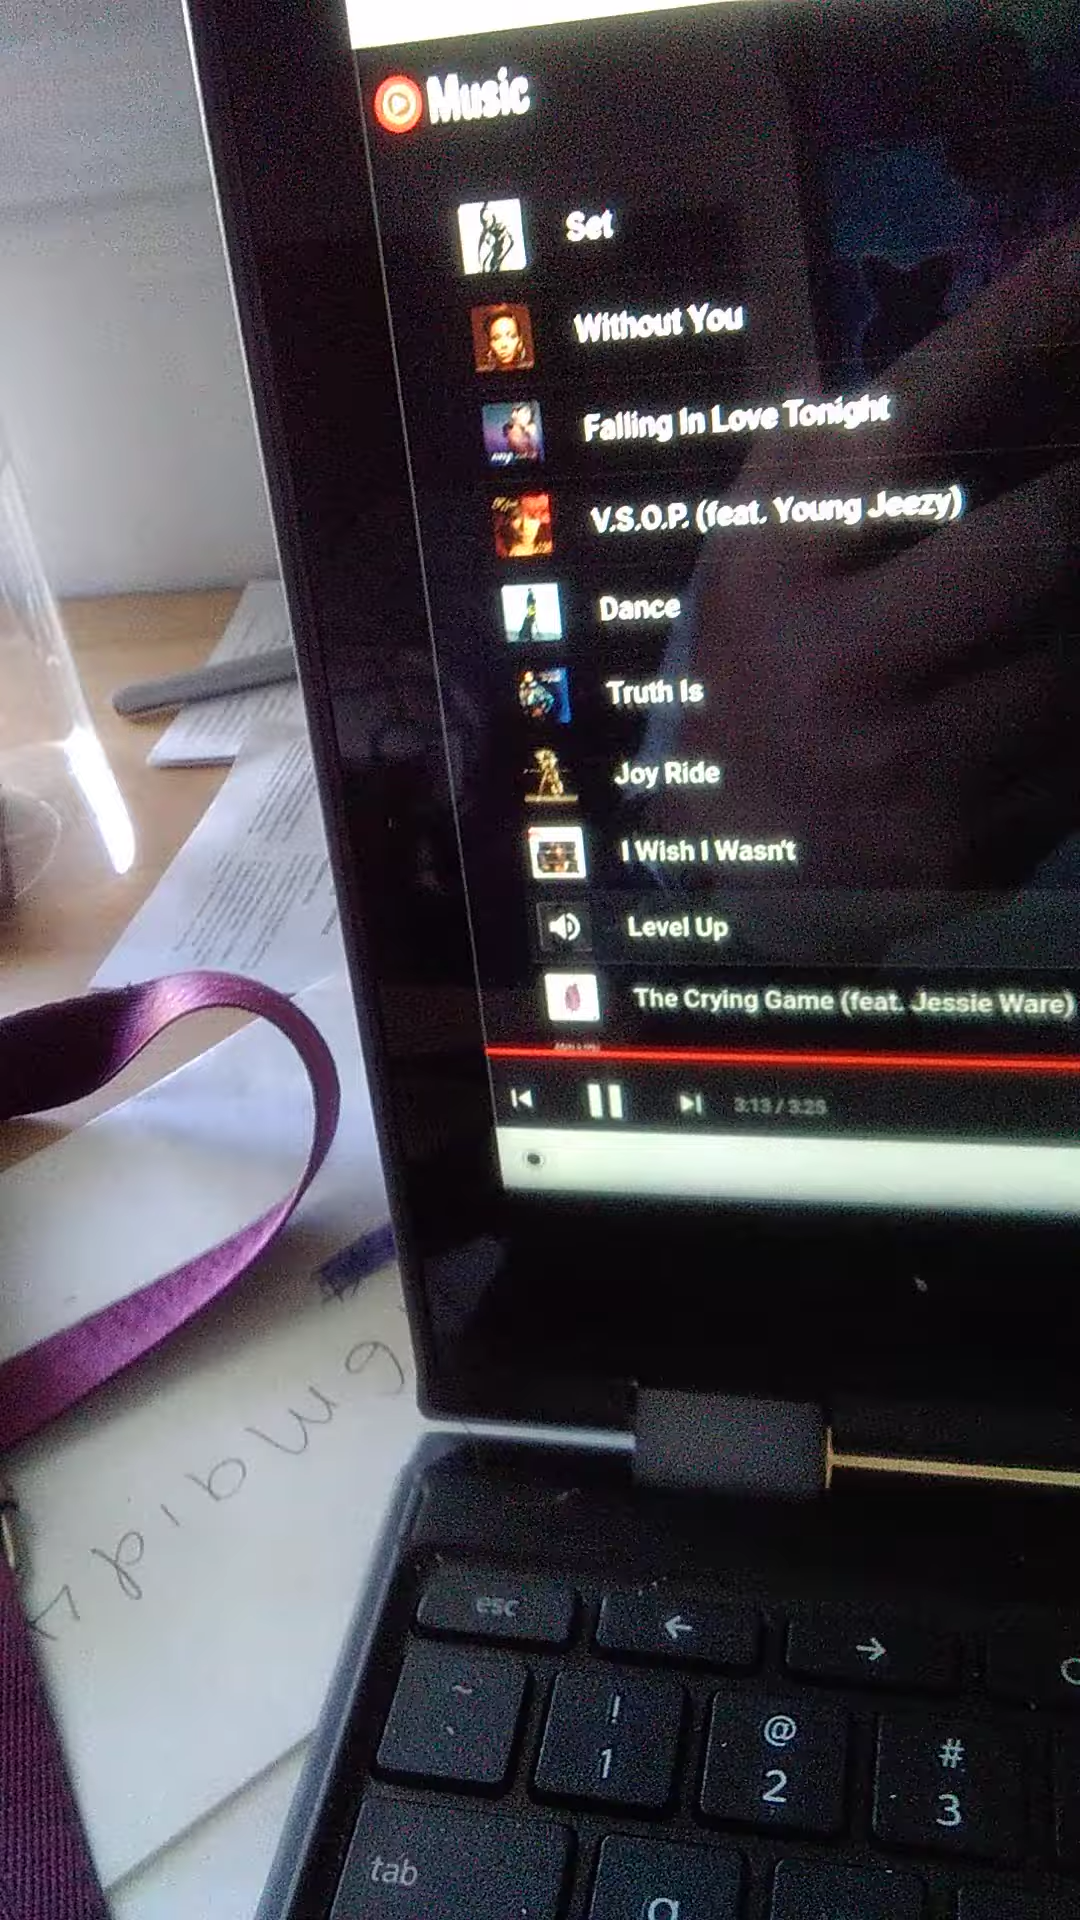 Music
Set
Without You
Falling In Love Tonight
V.S.O.P. (feat. Young Jeezy)
Dance
Truth Is
Joy Ride
I Wish I Wasn't
Level Up
The Crying Game (feat. Jessie Ware)
3:13 / 3:25
esc
← →
~
`
! @ #
1 2 3
tab
q